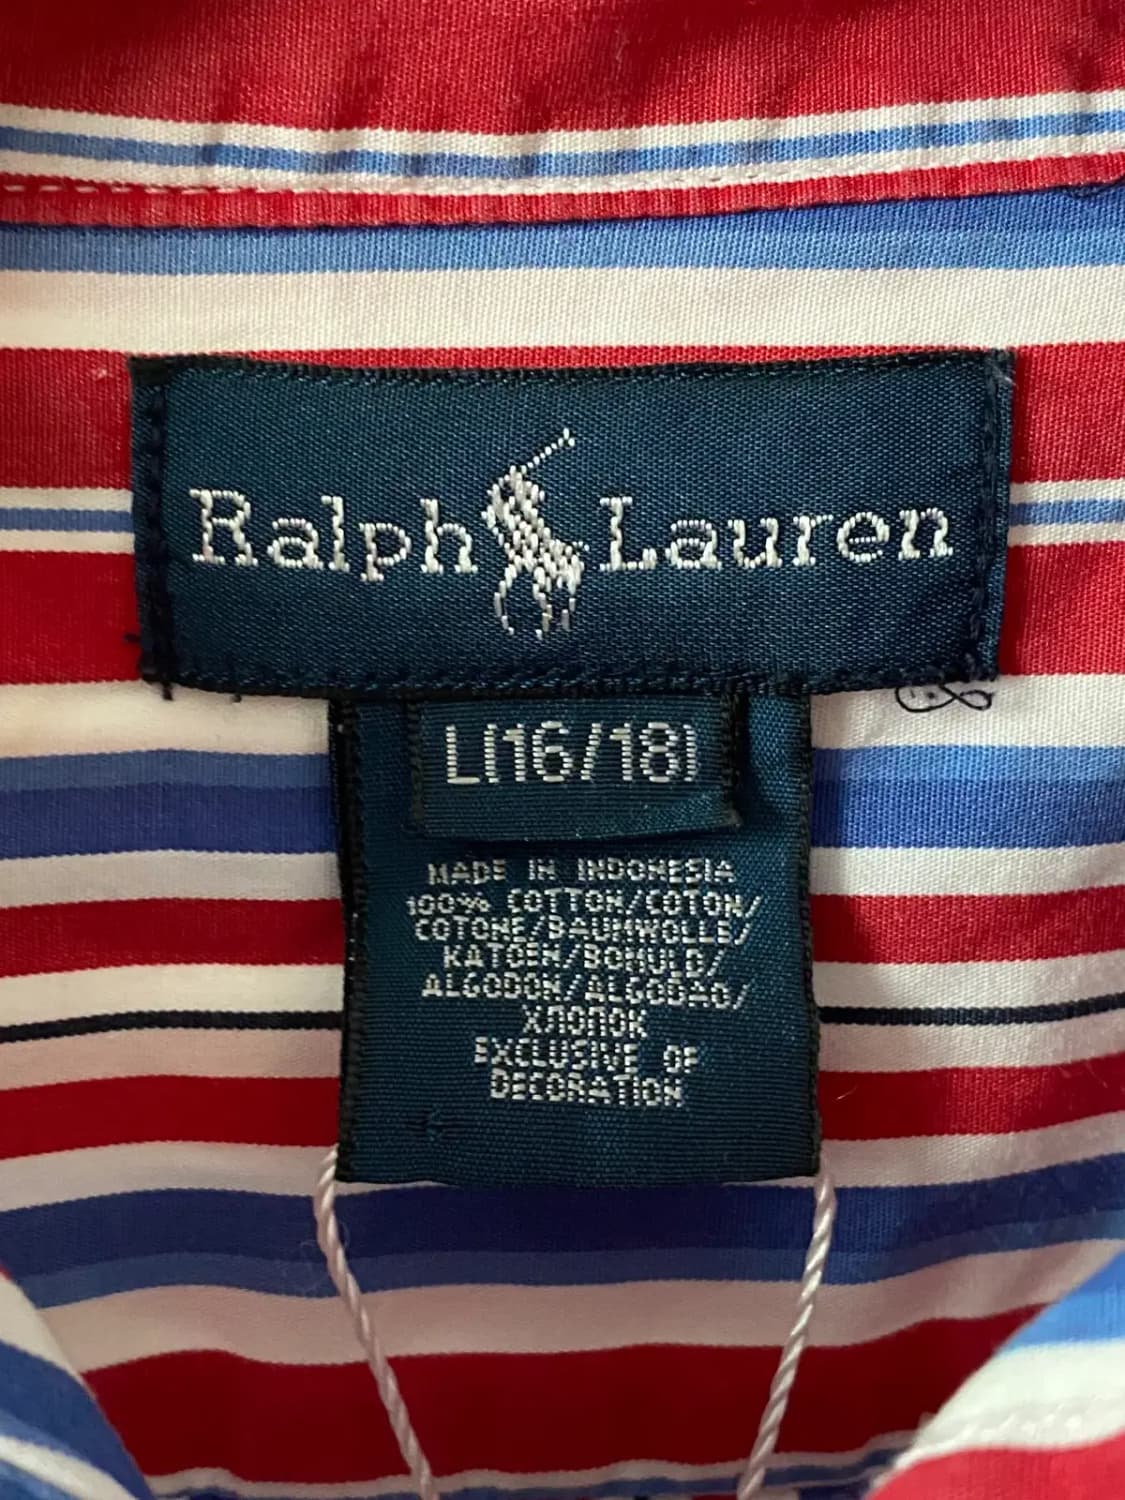 Ralph Lauren
L(16/18)
MADE IN INDONESIA
100% COTTON/COTON/
COTONE/BAUMWOLLE/
KATOEN/BOMULD/
ALGODON/ALGODAO/
ХЛОПОК
EXCLUSIVE OF
DECORATION